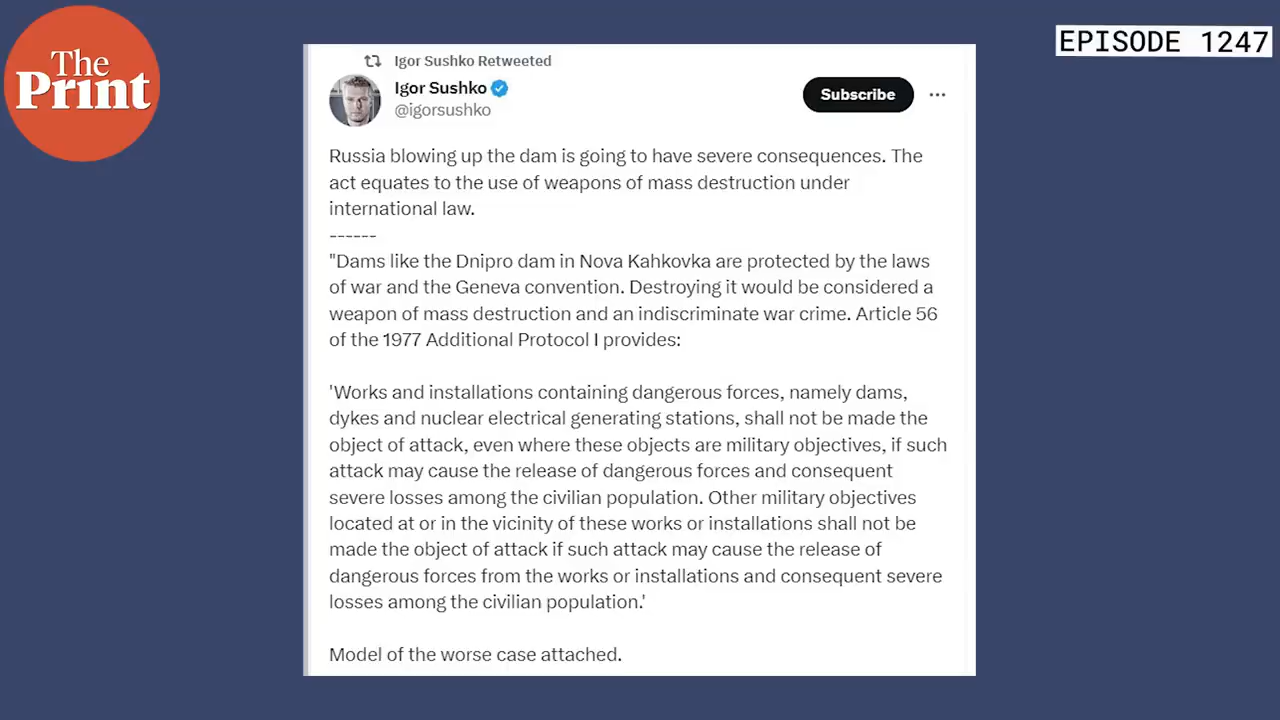 The
Print
EPISODE 1247
Igor Sushko Retweeted
Igor Sushko
@igorsushko
Subscribe
Russia blowing up the dam is going to have severe consequences. The
act equates to the use of weapons of mass destruction under
international law.
------
"Dams like the Dnipro dam in Nova Kahkovka are protected by the laws
of war and the Geneva convention. Destroying it would be considered a
weapon of mass destruction and an indiscriminate war crime. Article 56
of the 1977 Additional Protocol I provides:
'Works and installations containing dangerous forces, namely dams,
dykes and nuclear electrical generating stations, shall not be made the
object of attack, even where these objects are military objectives, if such
attack may cause the release of dangerous forces and consequent
severe losses among the civilian population. Other military objectives
located at or in the vicinity of these works or installations shall not be
made the object of attack if such attack may cause the release of
dangerous forces from the works or installations and consequent severe
losses among the civilian population.'
Model of the worse case attached.